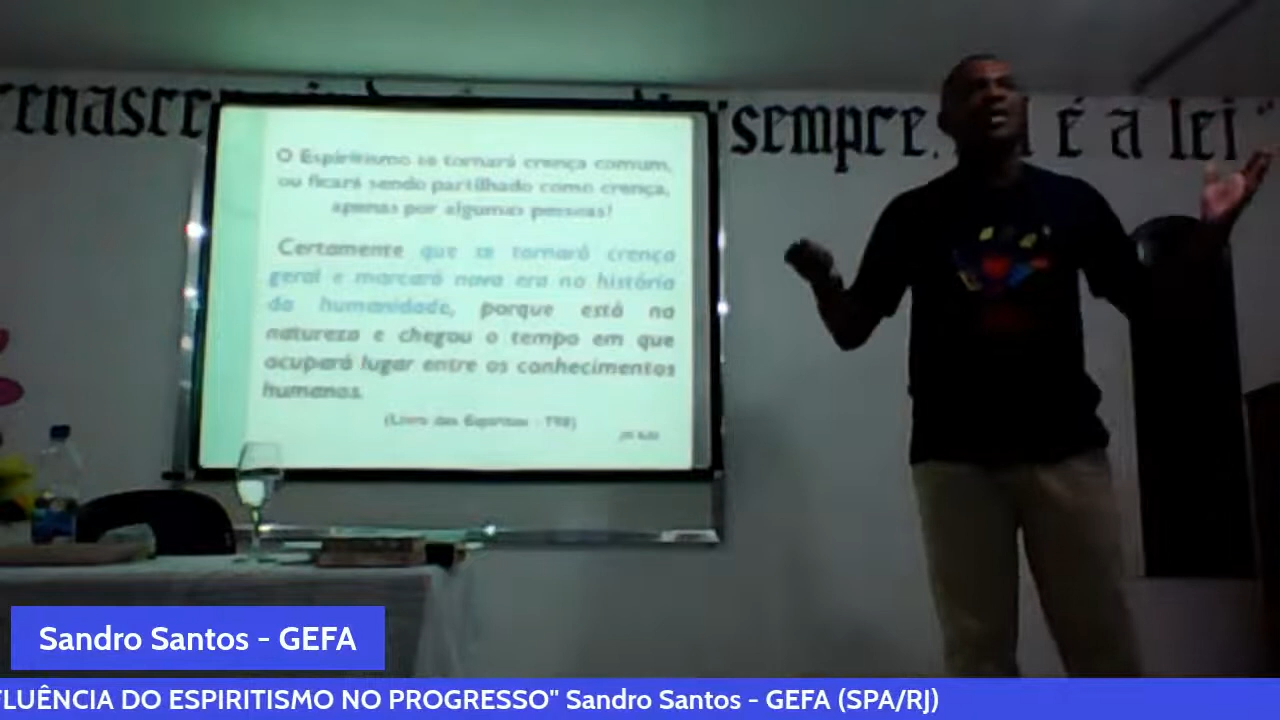 renascer
"sempre. é a lei"
O Espiritismo se tornará crença comum,
ou ficará sendo partilhado como crença,
apenas por algumas pessoas!
Certamente que se tornará crença
geral e marcará nova era na história
da humanidade, porque está na
natureza e chegou o tempo em que
ocupará lugar entre os conhecimentos
humanos.
(Livro dos Espíritos - 798)
Sandro Santos - GEFA
FLUÊNCIA DO ESPIRITISMO NO PROGRESSO" Sandro Santos - GEFA (SPA/RJ)